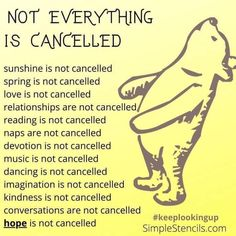 NOT EVERYTHING
IS CANCELLED
sunshine is not cancelled
spring is not cancelled
love is not cancelled
relationships are not cancelled
reading is not cancelled
naps are not cancelled
devotion is not cancelled
music is not cancelled
dancing is not cancelled
imagination is not cancelled
kindness is not cancelled
conversations are not cancelled
hope is not cancelled
#keeplookingup
SimpleStencils.com